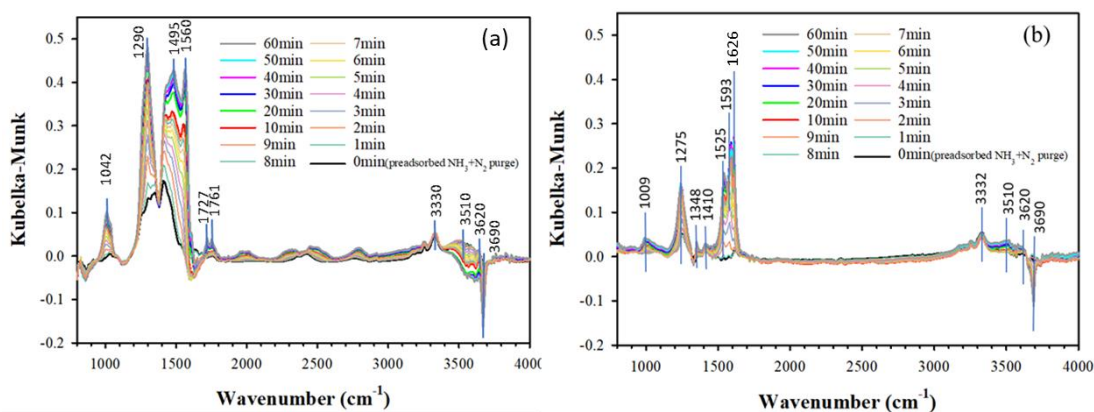 (a)
1290
1495
1560
1042
1727
1761
3330
3510
3620
3690
60min 7min
50min 6min
40min 5min
30min 4min
20min 3min
10min 2min
9min 1min
8min 0min(preadsorbed NH3+N2 purge)
Kubelka-Munk
0.5
0.4
0.3
0.2
0.1
0.0
-0.1
-0.2
1000 1500 2000 2500 3000 3500 4000
Wavenumber (cm-1)
(b)
1626
1593
1525
1275
1009
1348
1410
3332
3510
3620
3690
60min 7min
50min 6min
40min 5min
30min 4min
20min 3min
10min 2min
9min 1min
8min 0min(preadsorbed NH3+N2 purge)
Kubelka-Munk
0.5
0.4
0.3
0.2
0.1
0.0
-0.1
-0.2
1000 1500 2000 2500 3000 3500 4000
Wavenumber (cm-1)